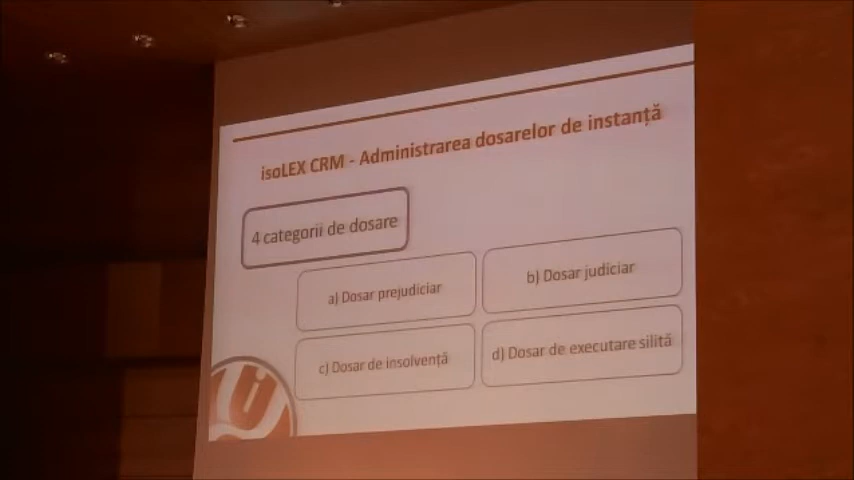 isoLEX CRM - Administrarea dosarelor de instanță
4 categorii de dosare
a) Dosar prejudiciar
b) Dosar judiciar
c) Dosar de insolvență
d) Dosar de executare silită